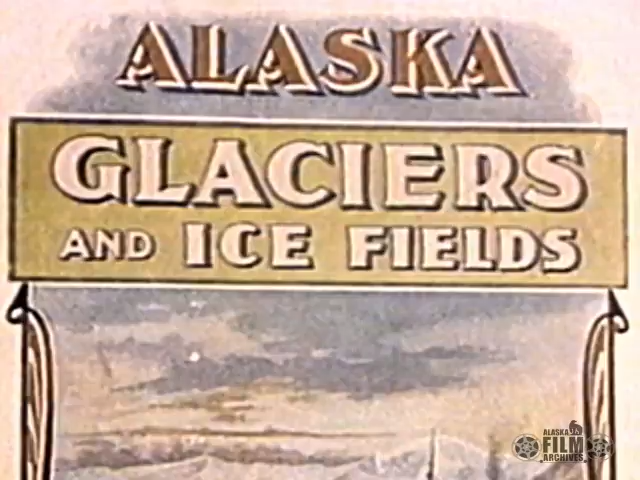 ALASKA
GLACIERS
AND ICE FIELDS
ALASKA
FILM
ARCHIVES